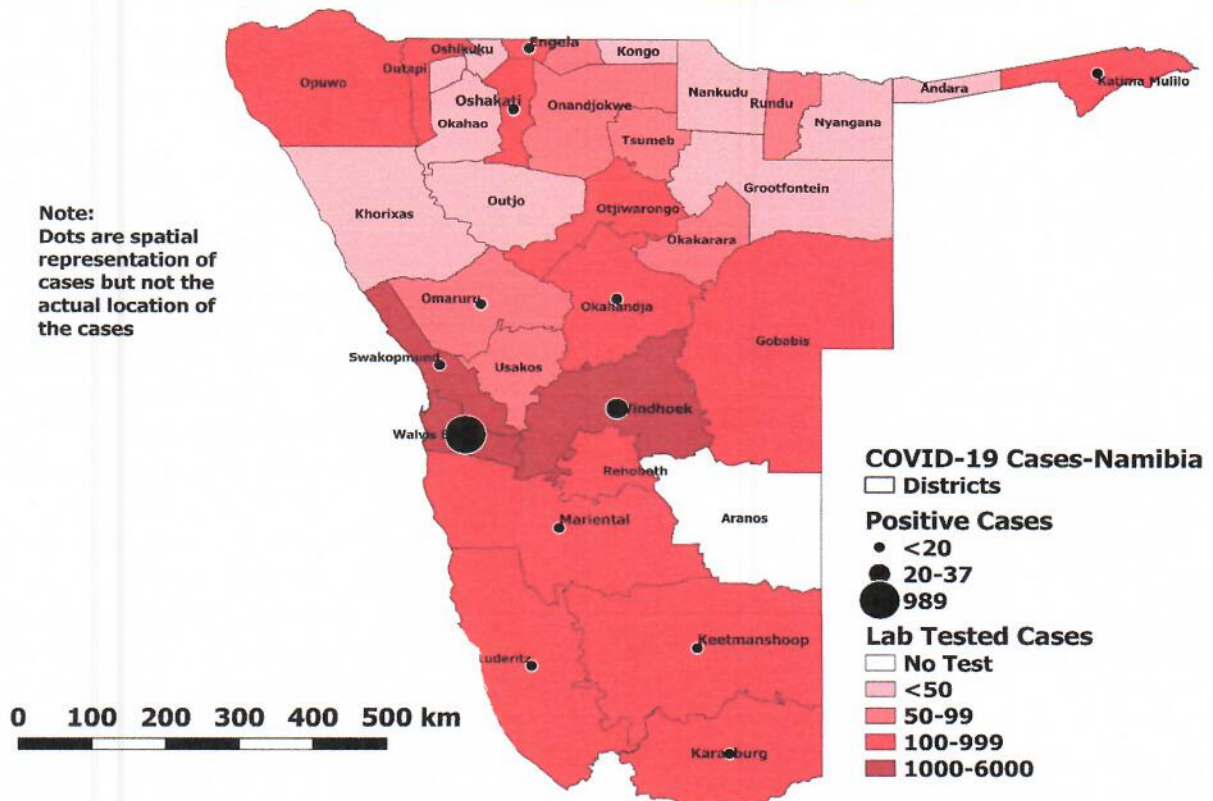 Oshikuku
Engela
Kongo
Opuwo
Outapi
Oshakati
Okahao
Onandjokwe
Nankudu
Rundu
Nyangana
Andara
Katima Mulilo
Tsumeb
Grootfontein
Khorixas
Outjo
Otjiwarongo
Okakarara
Note:
Dots are spatial
representation of
cases but not the
actual location of
the cases
Omaruru
Okahandja
Gobabis
Swakopmund
Usakos
Windhoek
Walvis
Rehoboth
Aranos
Mariental
Keetmanshoop
Luderitz
Karasburg
COVID-19 Cases-Namibia
Districts
Positive Cases
<20
20-37
989
Lab Tested Cases
No Test
<50
50-99
100-999
1000-6000
0 100 200 300 400 500 km